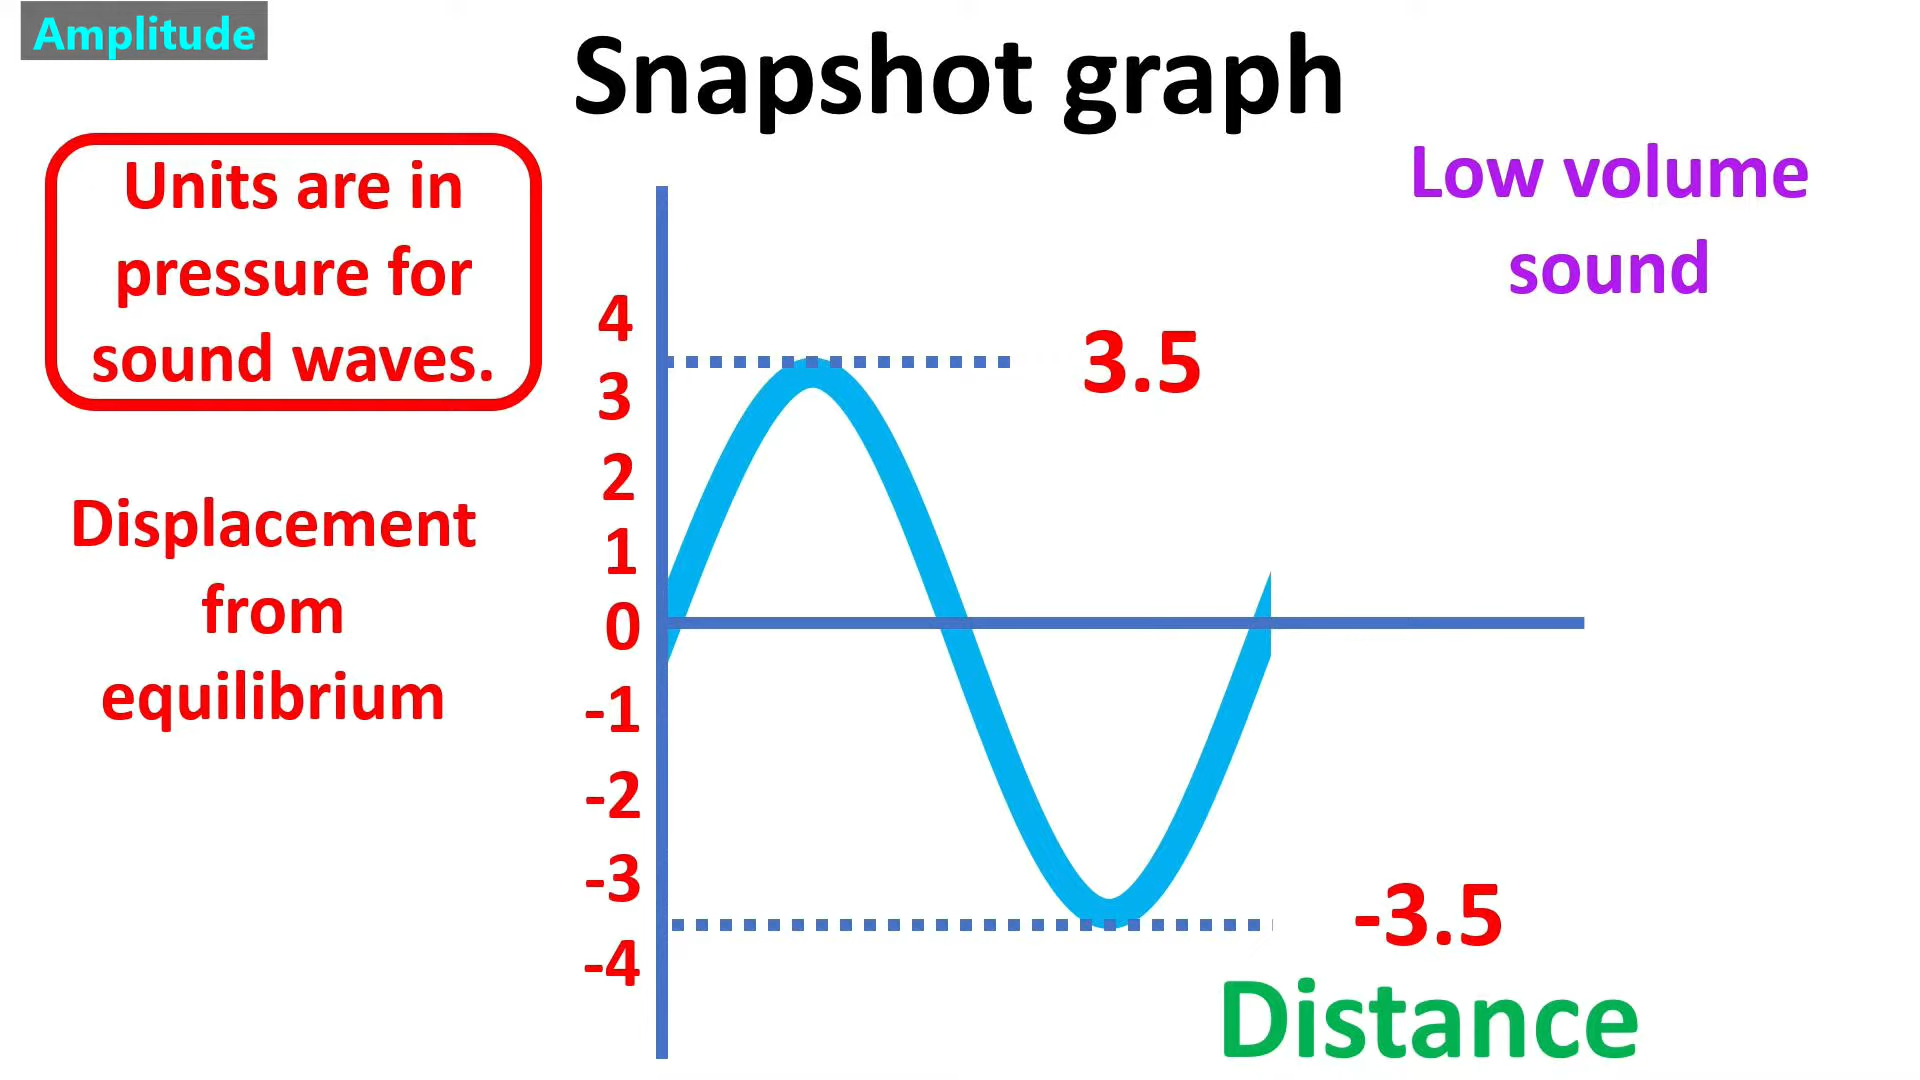 Amplitude
Snapshot graph
Units are in
pressure for
sound waves.
Low volume
sound
Displacement
from
equilibrium
4
3
2
1
0
-1
-2
-3
-4
3.5
-3.5
Distance